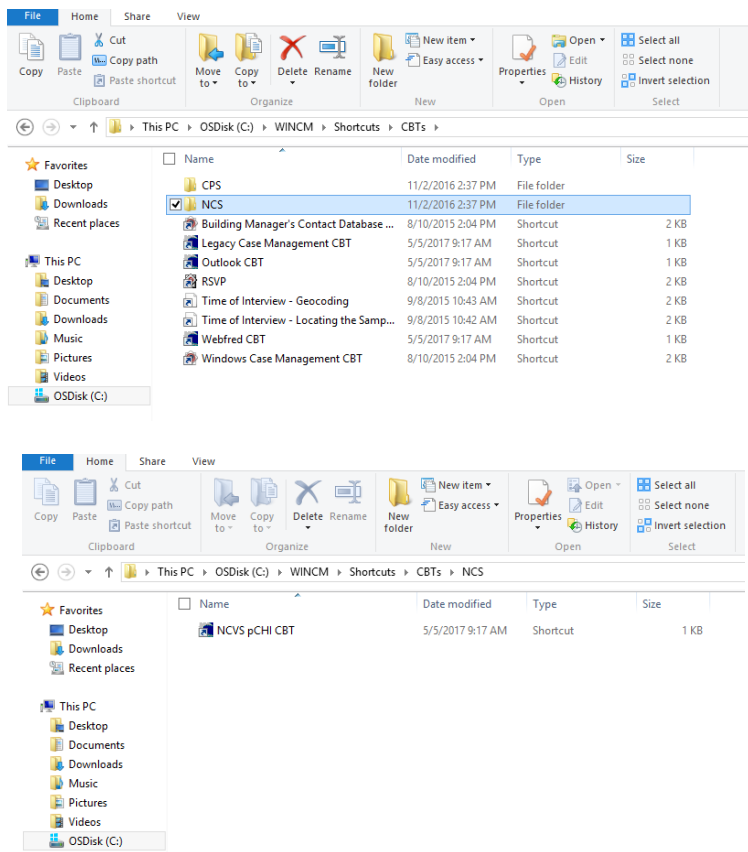 File Home Share View
Cut
Copy path
Paste shortcut
Copy Paste
Move to Copy to Delete Rename
New folder
New item
Easy access
Properties
Open
Edit
History
Select all
Select none
Invert selection
Clipboard Organize New Open Select
This PC OSDisk (C:) WINCM Shortcuts CBTs
Favorites
Desktop
Downloads
Recent places
This PC
Desktop
Documents
Downloads
Music
Pictures
Videos
OSDisk (C:)
Name Date modified Type Size
CPS 11/2/2016 2:37 PM File folder
NCS 11/2/2016 2:37 PM File folder
Building Manager's Contact Database ... 8/10/2015 2:04 PM Shortcut 2 KB
Legacy Case Management CBT 5/5/2017 9:17 AM Shortcut 1 KB
Outlook CBT 5/5/2017 9:17 AM Shortcut 1 KB
RSVP 8/10/2015 2:04 PM Shortcut 2 KB
Time of Interview - Geocoding 9/8/2015 10:43 AM Shortcut 2 KB
Time of Interview - Locating the Samp... 9/8/2015 10:42 AM Shortcut 2 KB
Webfred CBT 5/5/2017 9:17 AM Shortcut 1 KB
Windows Case Management CBT 8/10/2015 2:04 PM Shortcut 2 KB
File Home Share View
Cut
Copy path
Paste shortcut
Copy Paste
Move to Copy to Delete Rename
New folder
New item
Easy access
Properties
Open
Edit
History
Select all
Select none
Invert selection
Clipboard Organize New Open Select
This PC OSDisk (C:) WINCM Shortcuts CBTs NCS
Favorites
Desktop
Downloads
Recent places
This PC
Desktop
Documents
Downloads
Music
Pictures
Videos
OSDisk (C:)
Name Date modified Type Size
NCVS pCHI CBT 5/5/2017 9:17 AM Shortcut 1 KB